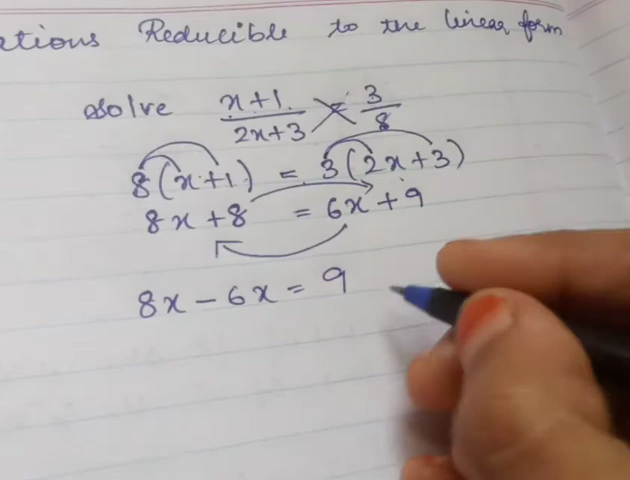 ations Reducible to the linear form
Solve x+1/2x+3 = 3/8
8(x+1) = 3(2x+3)
8x+8 = 6x+9
8x-6x=9